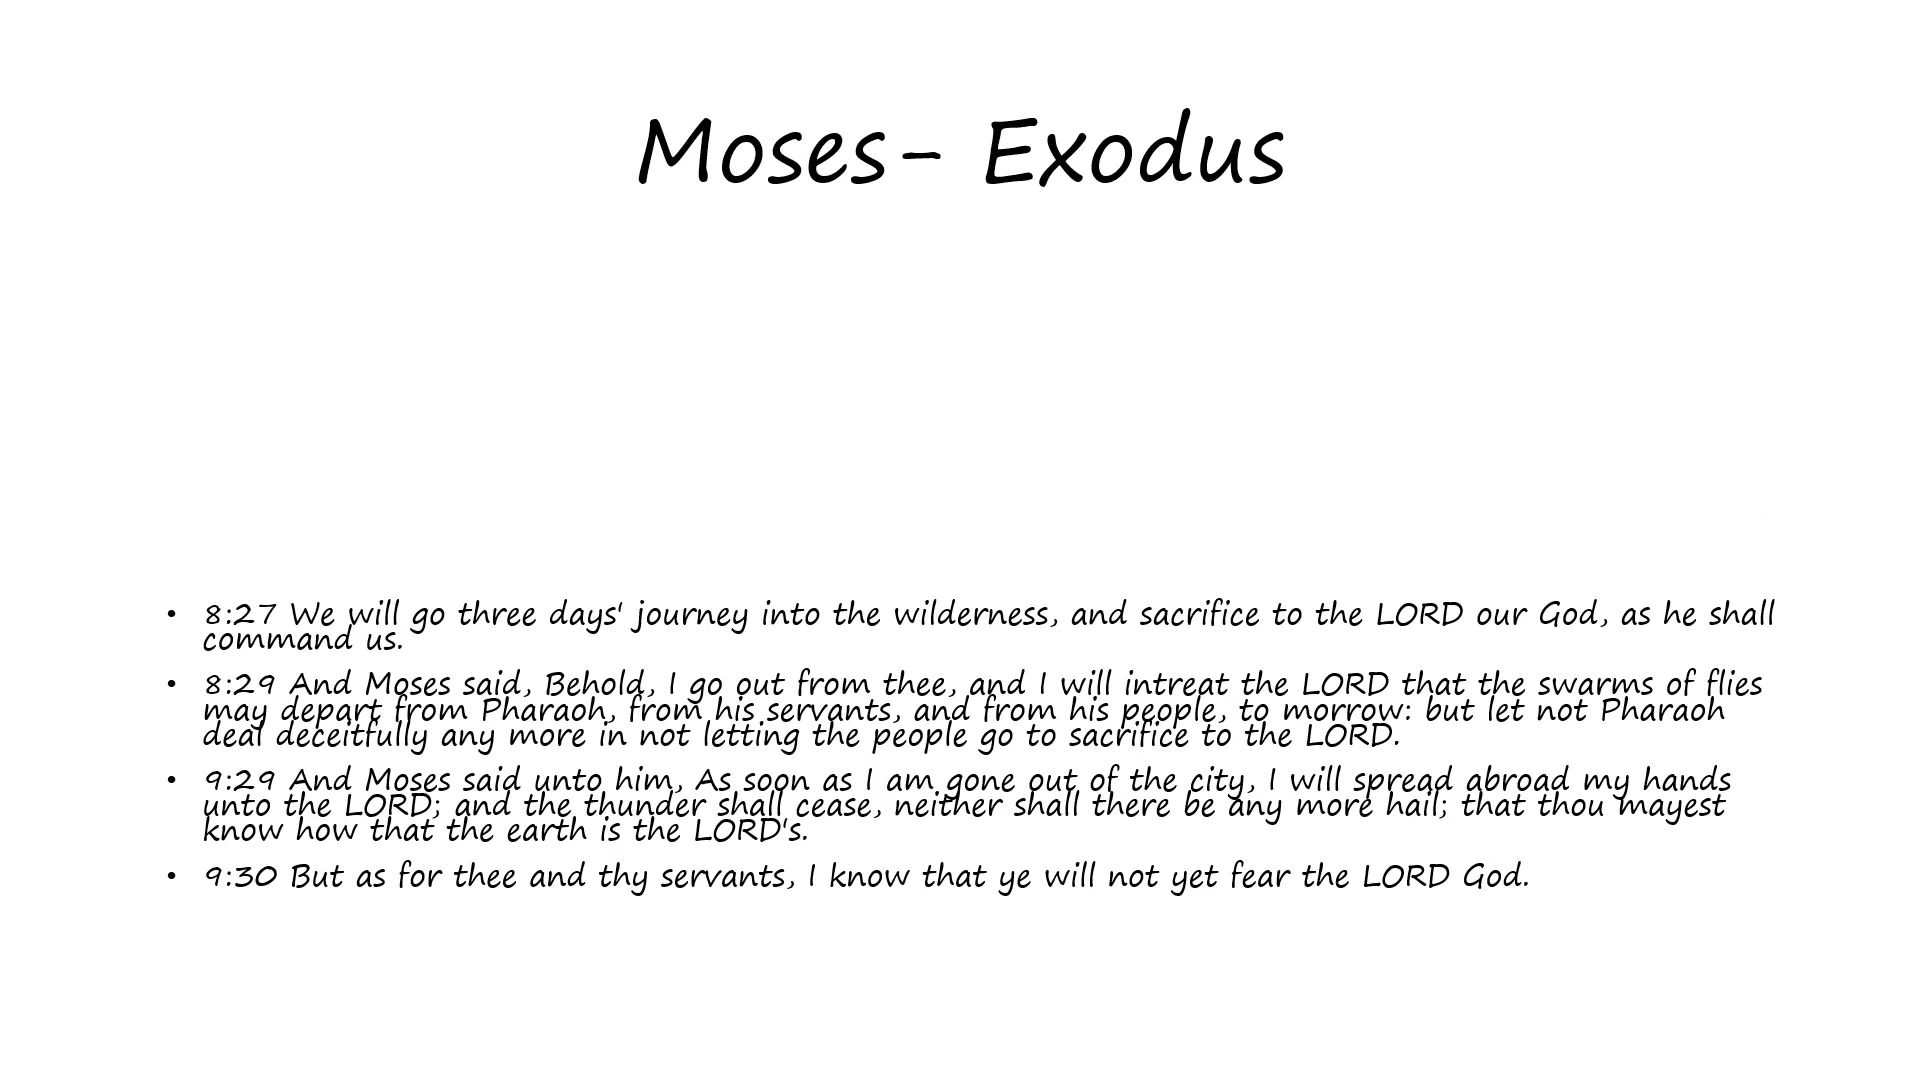 Moses- Exodus
• 8:27 We will go three days' journey into the wilderness, and sacrifice to the LORD our God, as he shall
command us.
• 8:29 And Moses said, Behold, I go out from thee, and I will intreat the LORD that the swarms of flies
may depart from Pharaoh, from his servants, and from his people, to morrow: but let not Pharaoh
deal deceitfully any more in not letting the people go to sacrifice to the LORD.
• 9:29 And Moses said unto him, As soon as I am gone out of the city, I will spread abroad my hands
unto the LORD; and the thunder shall cease, neither shall there be any more hail; that thou mayest
know how that the earth is the LORD's.
• 9:30 But as for thee and thy servants, I know that ye will not yet fear the LORD God.